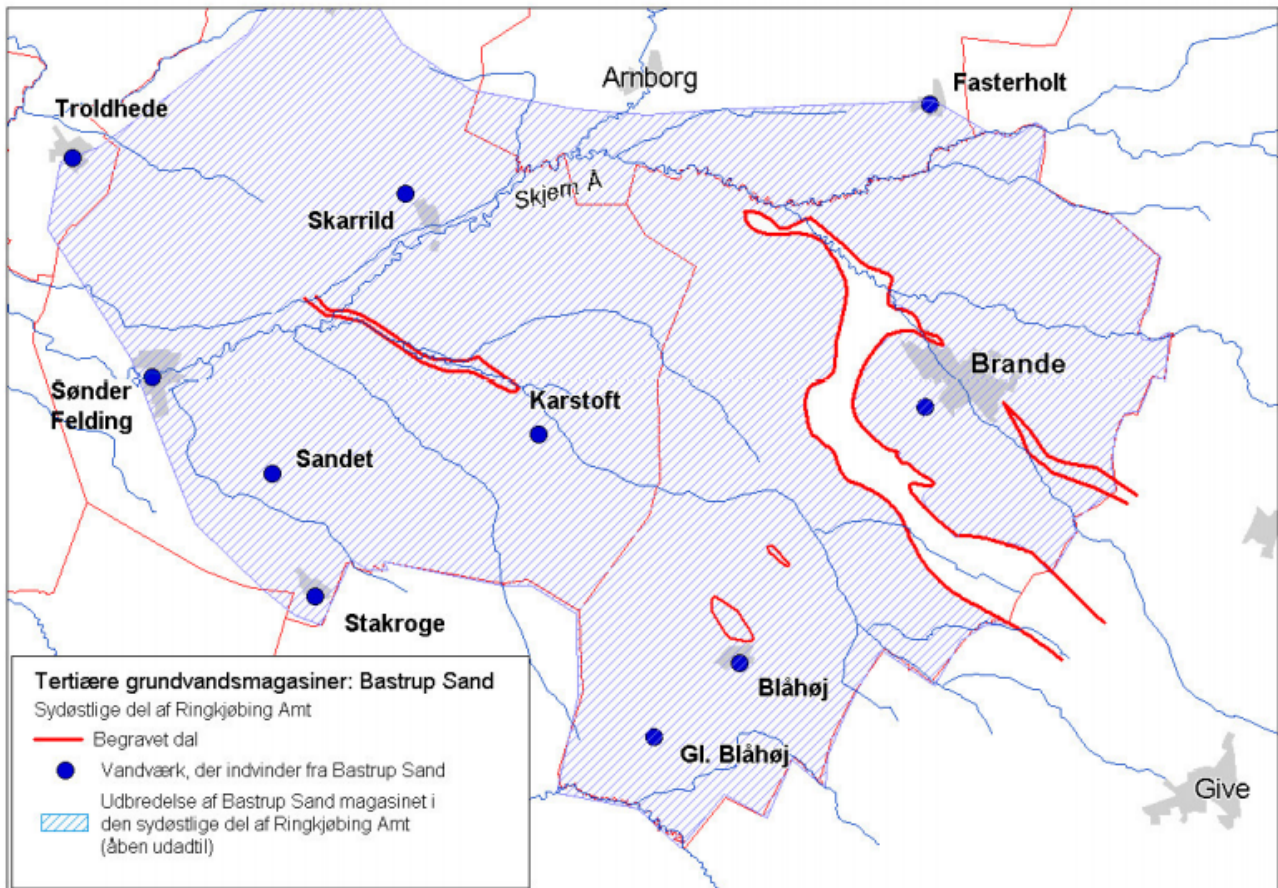 Arnborg
Fasterholt
Troldhede
Skjern Å
Skarrild
Brande
Sønder
Felding
Karstoft
Sandet
Stakroge
Blåhøj
Gl. Blåhøj
Give
Tertiære grundvandsmagasiner: Bastrup Sand
Sydøstlige del af Ringkjøbing Amt
Begravet dal
Vandværk, der indvinder fra Bastrup Sand
Udbredelse af Bastrup Sand magasinet i
den sydøstlige del af Ringkjøbing Amt
(åben udadtil)